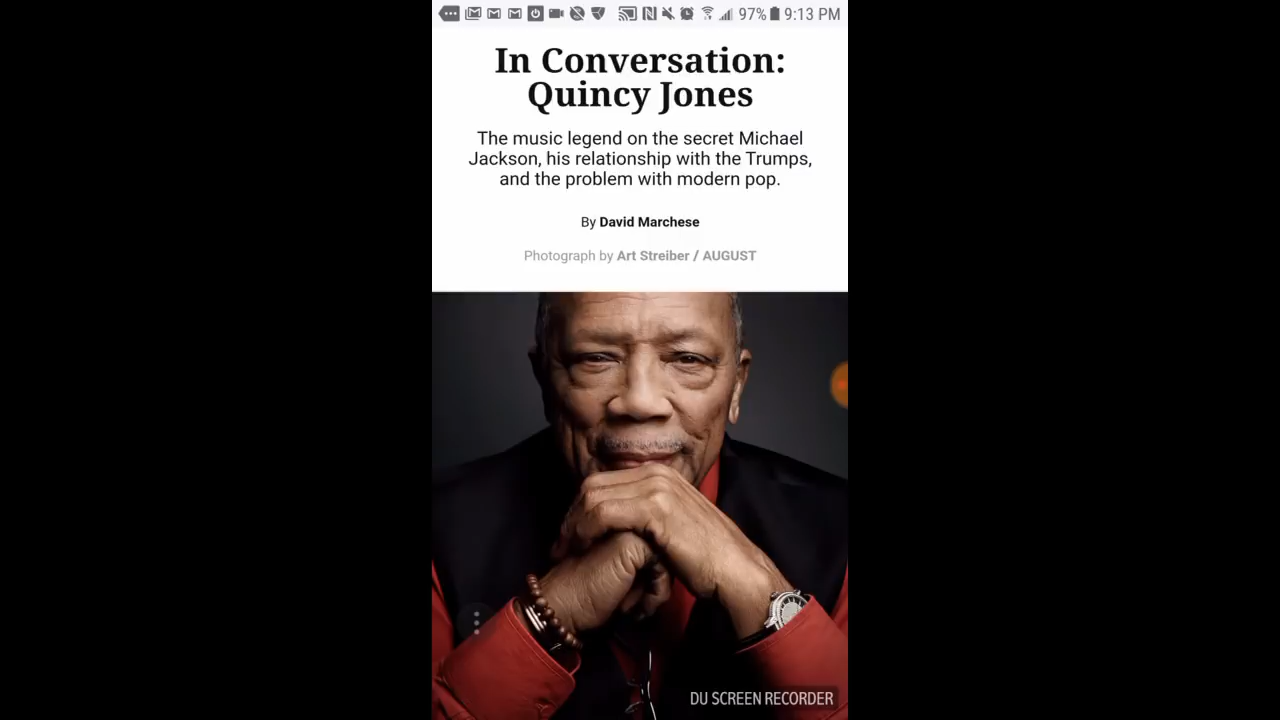 97% 9:13 PM
In Conversation:
Quincy Jones
The music legend on the secret Michael
Jackson, his relationship with the Trumps,
and the problem with modern pop.
By David Marchese
Photograph by Art Streiber / AUGUST
DU SCREEN RECORDER